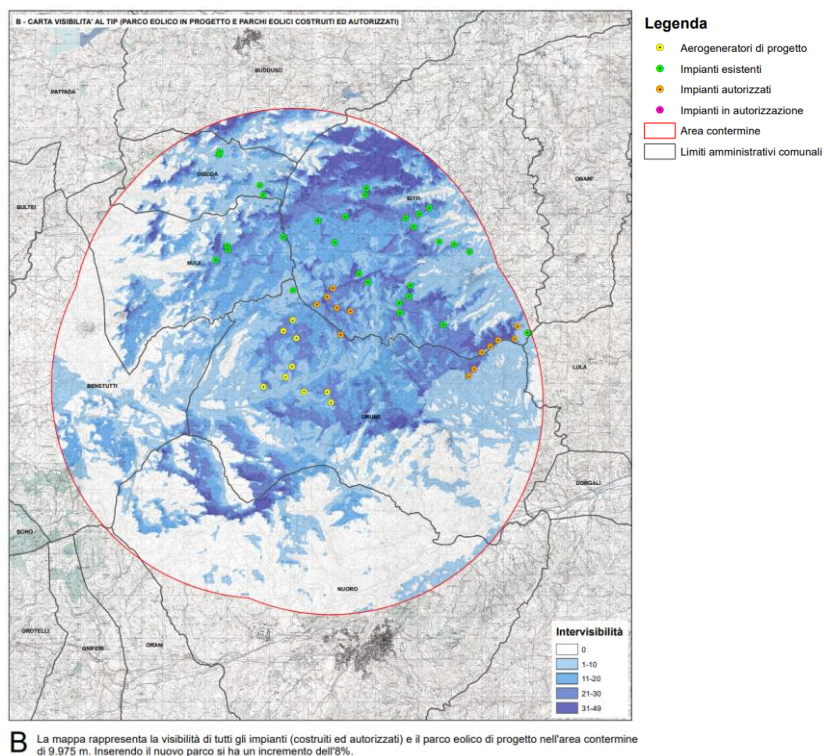 B - CARTA VISIBILITA' AL TIP (PARCO EOLICO IN PROGETTO E PARCHI EOLICI COSTRUITI ED AUTORIZZATI)
Legenda
Aerogeneratori di progetto
Impianti esistenti
Impianti autorizzati
Impianti in autorizzazione
Area contermine
Limiti amministrativi comunali
BUDDUSO
PATTADA
OSIDDA
ONANI
BITTI
BULTEI
NULE
LULA
BENETUTTI
ORUNE
DORGALI
BONO
NUORO
OROTELLI
ONIFERI
ORANI
Intervisibilità
0
1-10
11-20
21-30
31-49
B La mappa rappresenta la visibilità di tutti gli impianti (costruiti ed autorizzati) e il parco eolico di progetto nell'area contermine
di 9.975 m. Inserendo il nuovo parco si ha un incremento dell'8%.